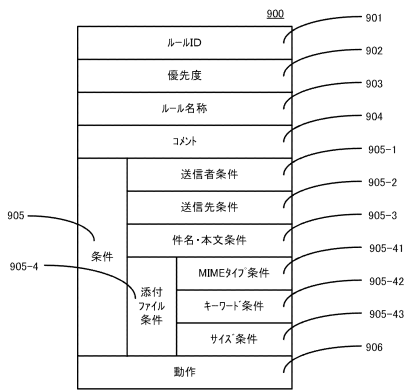 900
ルールID 901
優先度 902
ルール名称 903
コメント 904
905 条件
送信者条件 905-1
送信先条件 905-2
件名・本文条件 905-3
905-4 添付
ファイル
条件
MIMEタイプ条件 905-41
キーワード条件 905-42
サイズ条件 905-43
動作 906